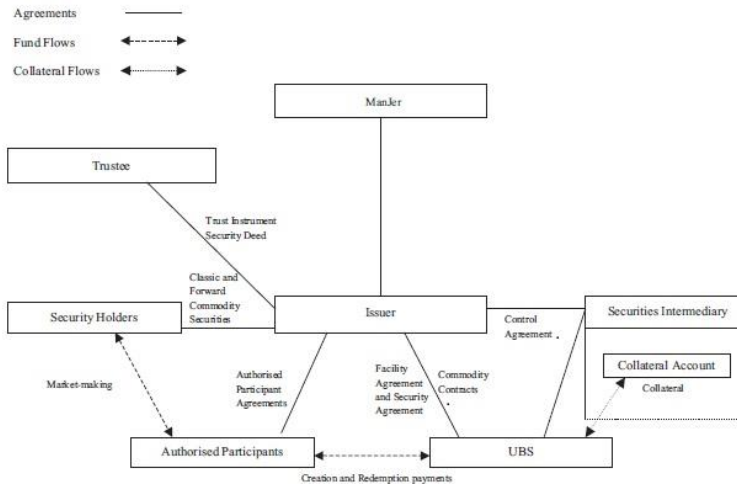 Agreements
Fund Flows
Collateral Flows
ManJer
Trustee
Trust Instrument
Security Deed
Classic and
Forward
Commodity
Securities
Security Holders
Issuer
Securities Intermediary
Control
Agreement .
Collateral Account
Collateral
Market-making
Authorised
Participant
Agreements
Facility
Agreement
and Security
Agreement
Commodity
Contracts
.
Authorised Participants
UBS
Creation and Redemption payments